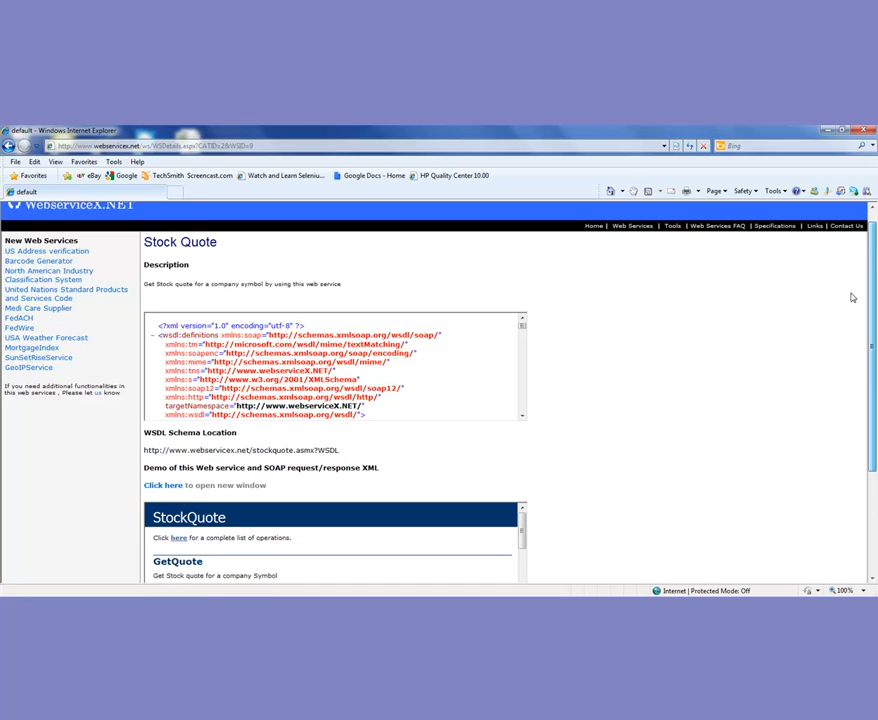 default - Windows Internet Explorer
http://www.webservicex.net/ws/WSDetails.aspx?CATID=2&WSID=9
Bing
File Edit View Favorites Tools Help
Favorites eBay Google TechSmith Screencast.com Watch and Learn Seleniu... Google Docs - Home HP Quality Center 10.00
default
Page Safety Tools
WebserviceX.NET
Home | Web Services | Tools | Web Services FAQ | Specifications | Links | Contact Us
New Web Services
US Address verification
Barcode Generator
North American Industry
Classification System
United Nations Standard Products
and Services Code
Medi Care Supplier
FedACH
FedWire
USA Weather Forecast
MortgageIndex
SunSetRiseService
GeoIPService
If you need additional functionalities in
this web services , Please let us know
Stock Quote
Description
Get Stock quote for a company symbol by using this web service
<?xml version="1.0" encoding="utf-8" ?>
- <wsdl:definitions xmlns:soap="http://schemas.xmlsoap.org/wsdl/soap/"
xmlns:tm="http://microsoft.com/wsdl/mime/textMatching/"
xmlns:soapenc="http://schemas.xmlsoap.org/soap/encoding/"
xmlns:mime="http://schemas.xmlsoap.org/wsdl/mime/"
xmlns:tns="http://www.webserviceX.NET/"
xmlns:s="http://www.w3.org/2001/XMLSchema"
xmlns:soap12="http://schemas.xmlsoap.org/wsdl/soap12/"
xmlns:http="http://schemas.xmlsoap.org/wsdl/http/"
targetNamespace="http://www.webserviceX.NET/"
xmlns:wsdl="http://schemas.xmlsoap.org/wsdl/">
WSDL Schema Location
http://www.webservicex.net/stockquote.asmx?WSDL
Demo of this Web service and SOAP request/response XML
Click here to open new window
StockQuote
Click here for a complete list of operations.
GetQuote
Get Stock quote for a company Symbol
Internet | Protected Mode: Off
100%